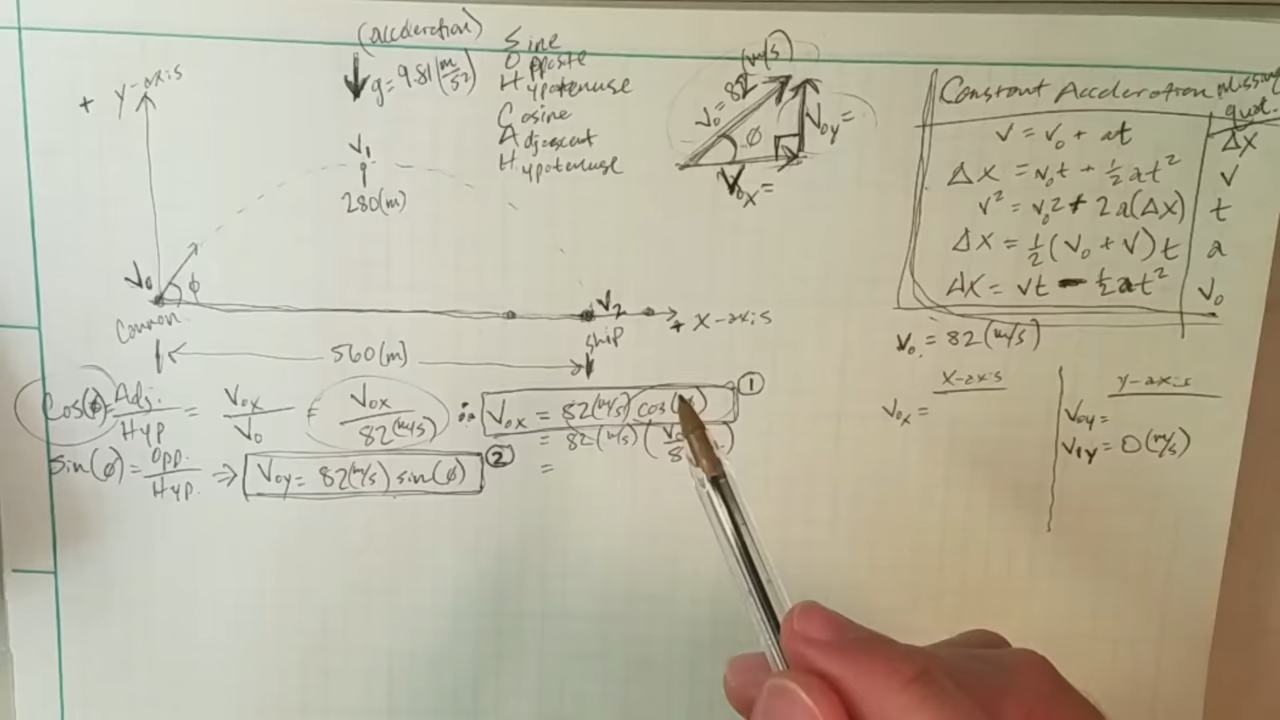 (accderction)
g = 9.81 (m/s²)
Sine
Opposte
Hypotenuse
Cosine
Adjascent
Hypotenuse
+ y-axis
V₁
280(m)
V₀ ϕ
Cannon
V₂
+ X-axis
ship
560(m)
(m/s)
V₀ = 82
ϕ
V₀y =
V₀x =
Constant Acceleration missing quat.
V = V₀ + at Δx
Δx = V₀t + ½at² V
V² = V₀² + 2a(Δx) t
Δx = ½(V₀ + V)t a
Δx = Vt - ½at² V₀
V₀ = 82 (m/s)
X-axis
V₀x =
y-axis
V₀y =
V₁y = 0 (m/s)
Cos(ϕ) = Adj./Hyp = V₀x/V₀ = V₀x/82(m/s) ∴ V₀x = 82(m/s) cos( ) ①
= 82(m/s)
sin(ϕ) = Opp./Hyp. ⇒ V₀y = 82(m/s) sin(ϕ) ②
=